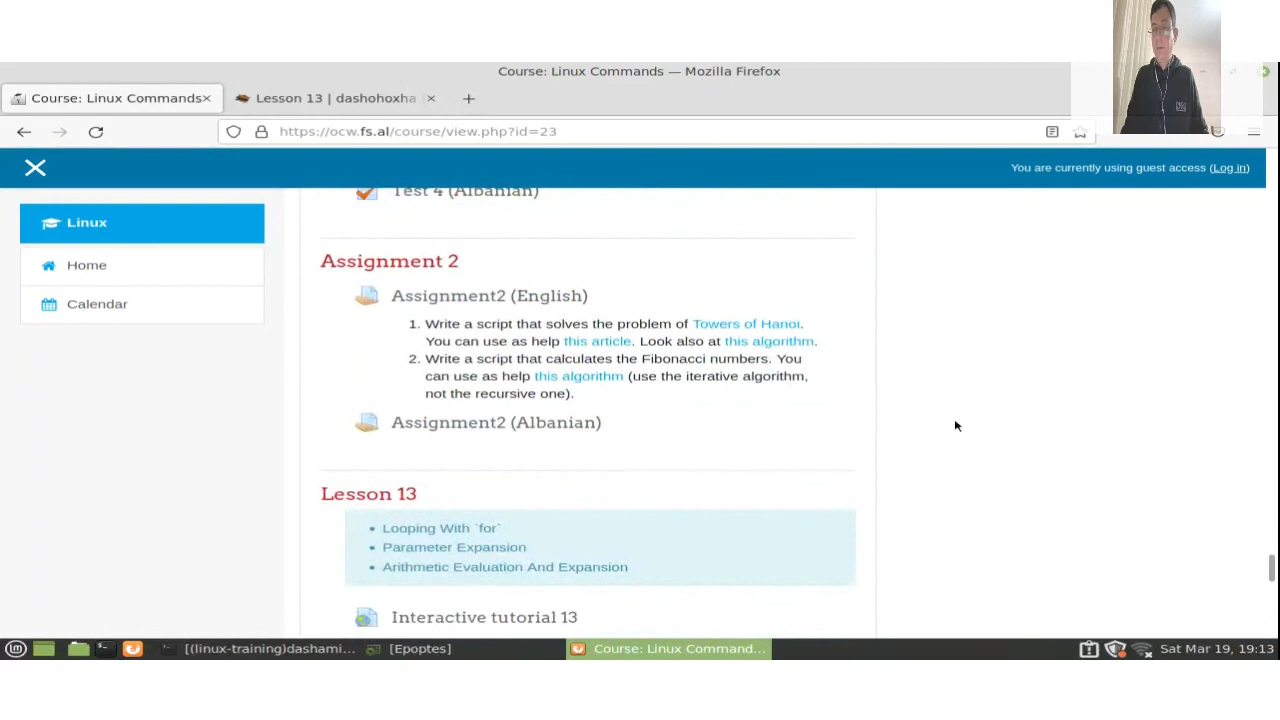 Course: Linux Commands — Mozilla Firefox
Course: Linux Commands
Lesson 13 | dashohoxha
https://ocw.fs.al/course/view.php?id=23
You are currently using guest access (Log in)
Linux
Home
Calendar
Test 4 (Albanian)
Assignment 2
Assignment2 (English)
1. Write a script that solves the problem of Towers of Hanoi.
You can use as help this article. Look also at this algorithm.
2. Write a script that calculates the Fibonacci numbers. You
can use as help this algorithm (use the iterative algorithm,
not the recursive one).
Assignment2 (Albanian)
Lesson 13
• Looping With `for`
• Parameter Expansion
• Arithmetic Evaluation And Expansion
Interactive tutorial 13
[(linux-training)dashami...
[Epoptes]
Course: Linux Command...
Sat Mar 19, 19:13